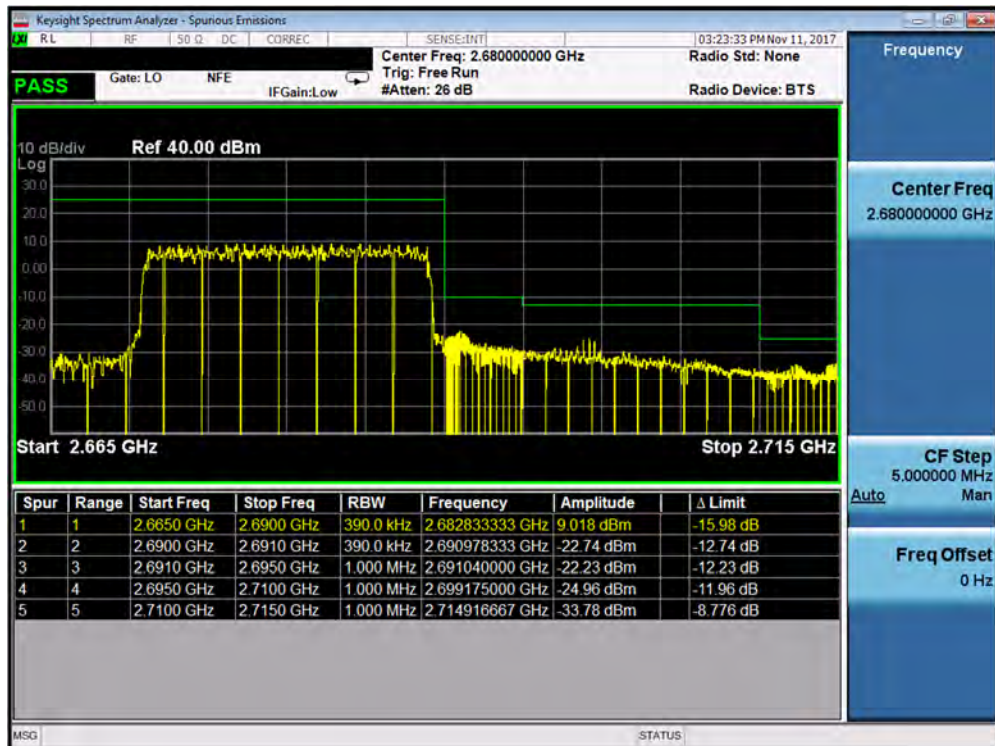 Keysight Spectrum Analyzer - Spurious Emissions
LXI RL RF 50 Ω DC CORREC SENSE:INT 03:23:33 PM Nov 11, 2017
Center Freq: 2.680000000 GHz Radio Std: None
PASS Gate: LO NFE Trig: Free Run
IFGain:Low #Atten: 26 dB Radio Device: BTS
10 dB/div Ref 40.00 dBm
Log
30.0
20.0
10.0
0.00
-10.0
-20.0
-30.0
-40.0
-50.0
Start 2.665 GHz Stop 2.715 GHz
Spur Range Start Freq Stop Freq RBW Frequency Amplitude Δ Limit
1 1 2.6650 GHz 2.6900 GHz 390.0 kHz 2.682833333 GHz 9.018 dBm -15.98 dB
2 2 2.6900 GHz 2.6910 GHz 390.0 kHz 2.690978333 GHz -22.74 dBm -12.74 dB
3 3 2.6910 GHz 2.6950 GHz 1.000 MHz 2.691040000 GHz -22.23 dBm -12.23 dB
4 4 2.6950 GHz 2.7100 GHz 1.000 MHz 2.699175000 GHz -24.96 dBm -11.96 dB
5 5 2.7100 GHz 2.7150 GHz 1.000 MHz 2.714916667 GHz -33.78 dBm -8.776 dB
MSG STATUS
Frequency
Center Freq
2.680000000 GHz
CF Step
5.000000 MHz
Auto Man
Freq Offset
0 Hz